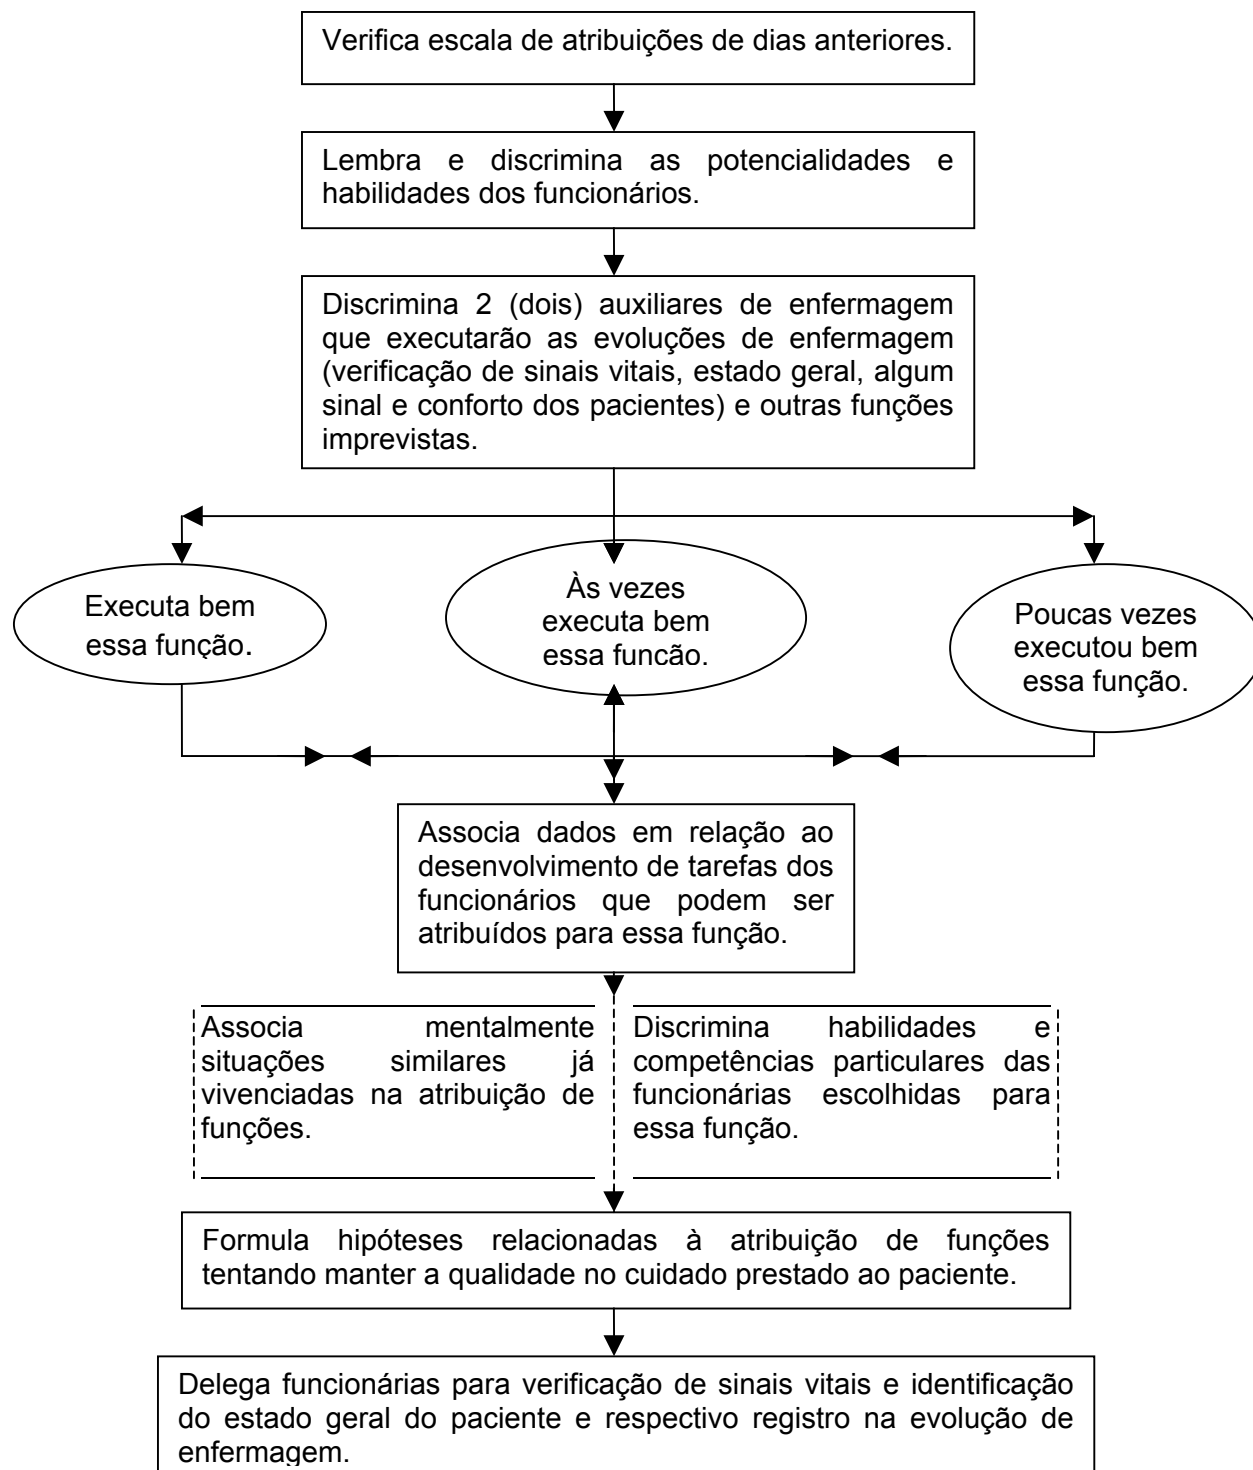 Verifica escala de atribuições de dias anteriores.
Lembra e discrimina as potencialidades e
habilidades dos funcionários.
Discrimina 2 (dois) auxiliares de enfermagem
que executarão as evoluções de enfermagem
(verificação de sinais vitais, estado geral, algum
sinal e conforto dos pacientes) e outras funções
imprevistas.
Executa bem
essa função.
Às vezes
executa bem
essa função.
Poucas vezes
executou bem
essa função.
Associa dados em relação ao
desenvolvimento de tarefas dos
funcionários que podem ser
atribuídos para essa função.
Associa mentalmente
situações similares já
vivenciadas na atribuição de
funções.
Discrimina habilidades e
competências particulares das
funcionárias escolhidas para
essa função.
Formula hipóteses relacionadas à atribuição de funções
tentando manter a qualidade no cuidado prestado ao paciente.
Delega funcionárias para verificação de sinais vitais e identificação
do estado geral do paciente e respectivo registro na evolução de
enfermagem.